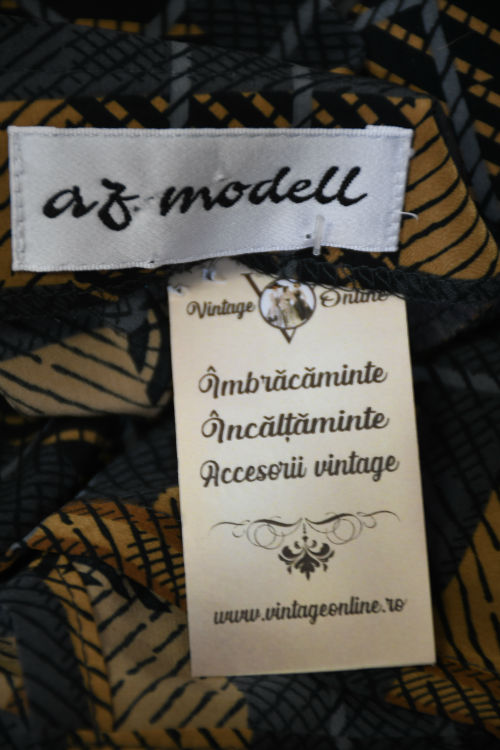 az modell
Vintage Online
Îmbrăcăminte
Încălțăminte
Accesorii vintage
www.vintageonline.ro